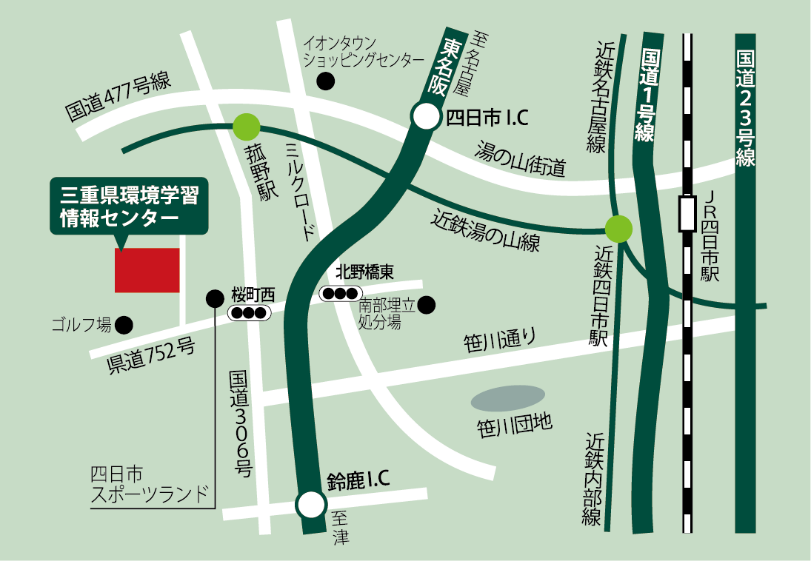 イオンタウン
ショッピングセンター
国道477号線
東名阪
至 名古屋
四日市 I.C
近鉄名古屋線
国道1号線
国道23号線
湯の山街道
菰野駅
ミルクロード
三重県環境学習
情報センター
近鉄湯の山線
JR四日市駅
近鉄四日市駅
北野橋東
桜町西
南部埋立
処分場
ゴルフ場
県道752号
笹川通り
国道306号
笹川団地
近鉄内部線
四日市
スポーツランド
鈴鹿I.C
至 津